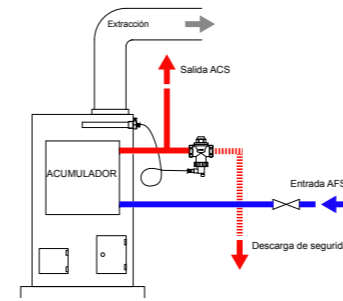 Extracción
Salida ACS
ACUMULADOR
Entrada AFS
Descarga de segurid